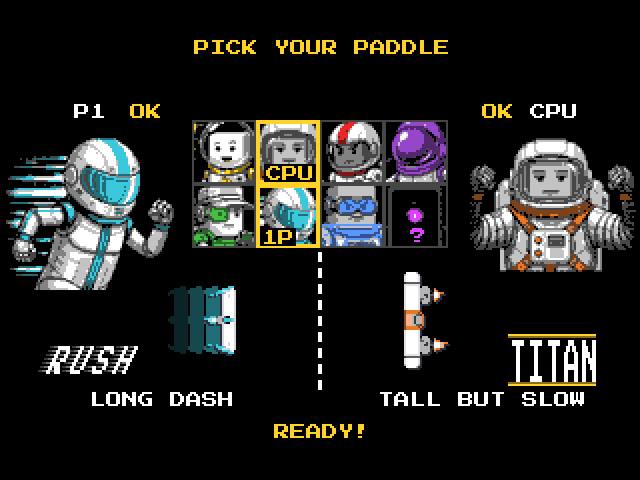 PICK YOUR PADDLE
P1 OK
OK CPU
CPU
1P
?
RUSH
TITAN
LONG DASH
TALL BUT SLOW
READY!